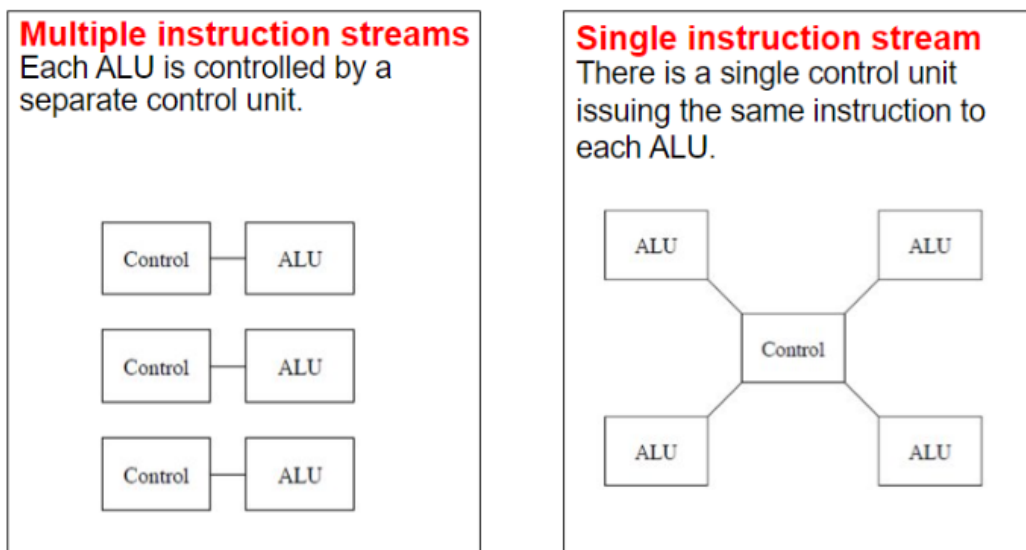 Multiple instruction streams
Each ALU is controlled by a
separate control unit.
Control
ALU
Control
ALU
Control
ALU
Single instruction stream
There is a single control unit
issuing the same instruction to
each ALU.
ALU
ALU
Control
ALU
ALU